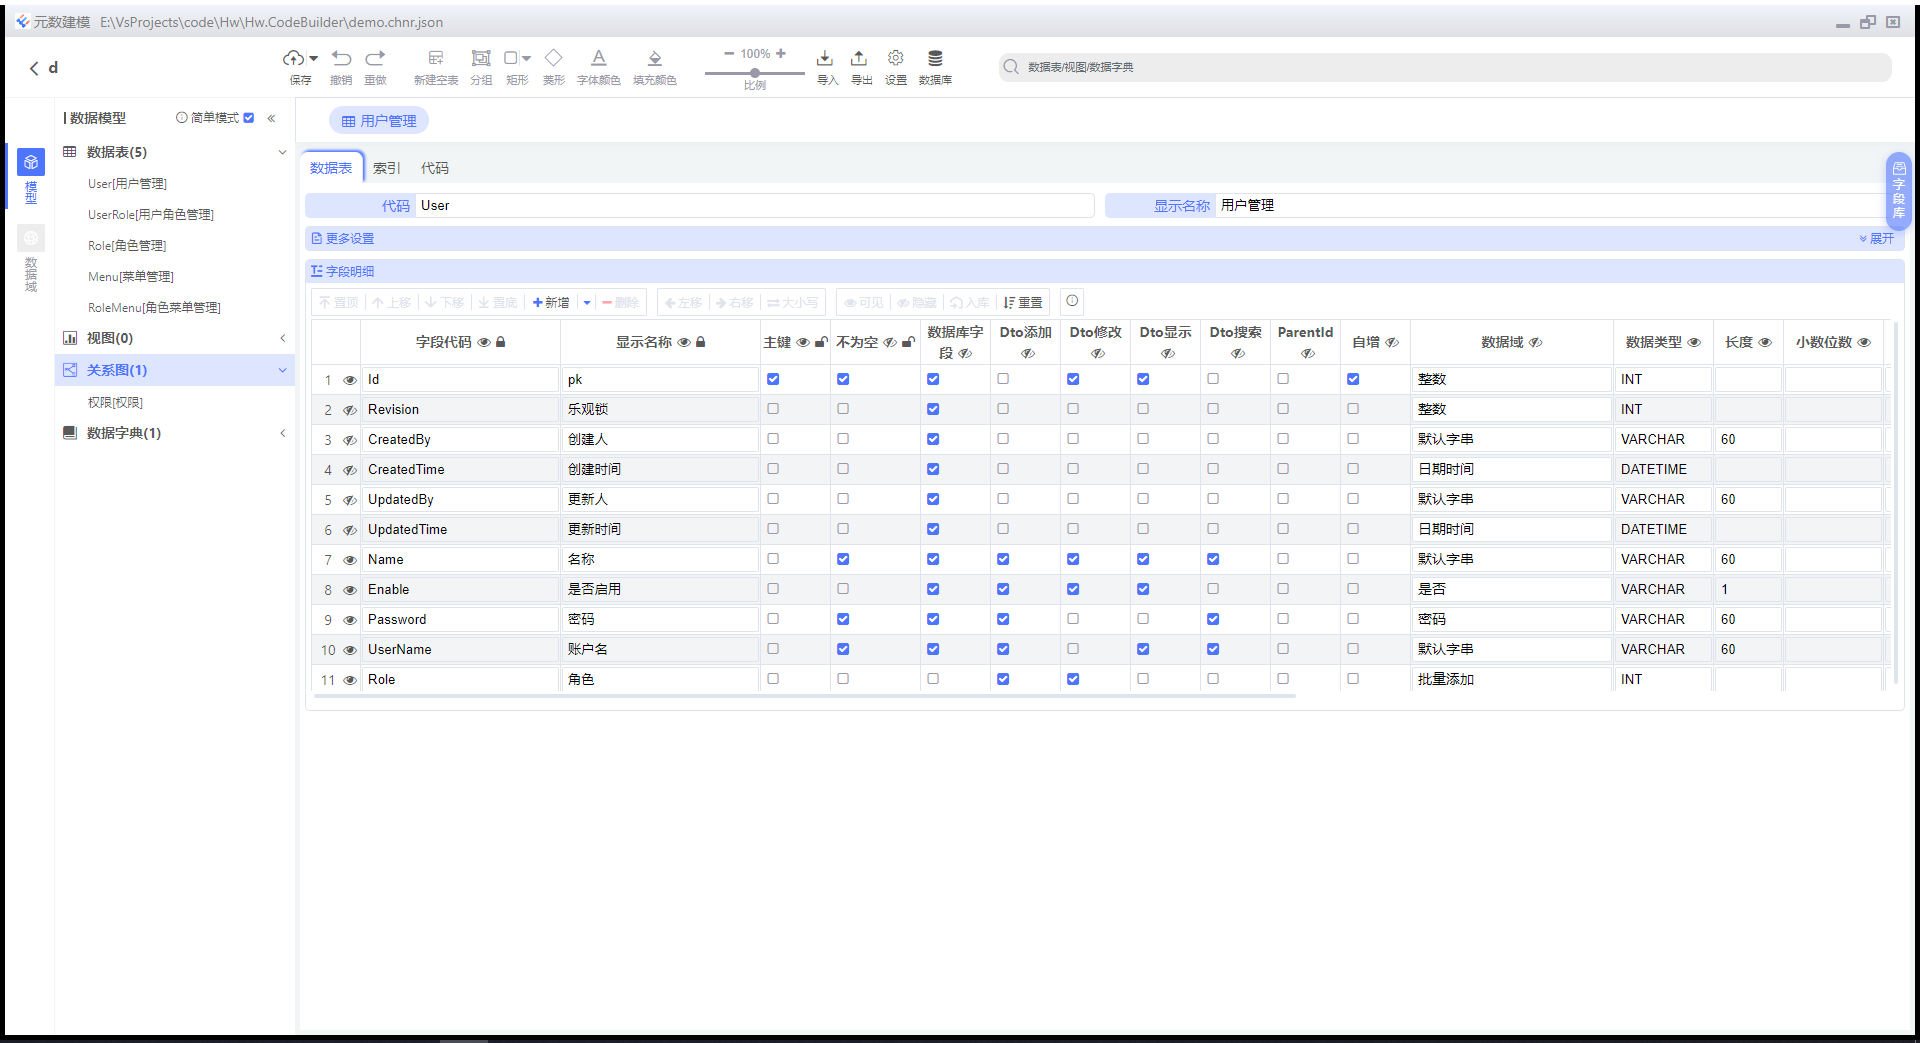 元数建模 E:\VsProjects\code\Hw\Hw.CodeBuilder\demo.chnr.json
d
保存 撤销 重做 新建空表 分组 矩形 菱形 字体颜色 填充颜色 100% 比例 导入 导出 设置 数据库 数据表/视图/数据字典
模型
数据域
数据模型 简单模式
数据表(5)
User[用户管理]
UserRole[用户角色管理]
Role[角色管理]
Menu[菜单管理]
RoleMenu[角色菜单管理]
视图(0)
关系图(1)
权限[权限]
数据字典(1)
用户管理
数据表 索引 代码
代码 User 显示名称 用户管理
字段库
更多设置 展开
字段明细
置顶 上移 下移 置底 新增 删除 左移 右移 大小写 可见 隐藏 入库 重置
字段代码 显示名称 主键 不为空 数据库字段 Dto添加 Dto修改 Dto显示 Dto搜索 ParentId 自增 数据域 数据类型 长度 小数位数
1 Id pk 整数 INT
2 Revision 乐观锁 整数 INT
3 CreatedBy 创建人 默认字串 VARCHAR 60
4 CreatedTime 创建时间 日期时间 DATETIME
5 UpdatedBy 更新人 默认字串 VARCHAR 60
6 UpdatedTime 更新时间 日期时间 DATETIME
7 Name 名称 默认字串 VARCHAR 60
8 Enable 是否启用 是否 VARCHAR 1
9 Password 密码 密码 VARCHAR 60
10 UserName 账户名 默认字串 VARCHAR 60
11 Role 角色 批量添加 INT